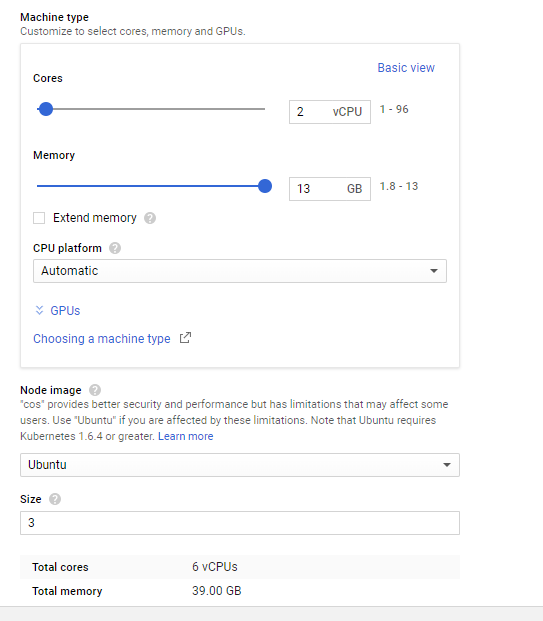 Machine type
Customize to select cores, memory and GPUs.
Basic view
Cores
2 vCPU 1 - 96
Memory
13 GB 1.8 - 13
Extend memory ?
CPU platform ?
Automatic
GPUs
Choosing a machine type
Node image ?
"cos" provides better security and performance but has limitations that may affect some
users. Use "Ubuntu" if you are affected by these limitations. Note that Ubuntu requires
Kubernetes 1.6.4 or greater. Learn more
Ubuntu
Size ?
3
Total cores 6 vCPUs
Total memory 39.00 GB